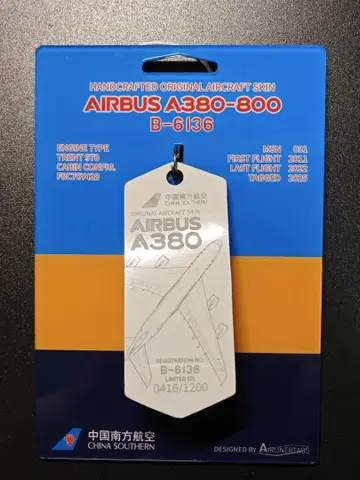 HANDCRAFTED ORIGINAL AIRCRAFT SKIN
AIRBUS A380-800
B-6136
ENGINE TYPE
TRENT 970
CABIN CONFIG.
F8C70Y428
MSN 031
FIRST FLIGHT 2011
LAST FLIGHT 2022
TAGGED 2025
中国南方航空
CHINA SOUTHERN
ORIGINAL AIRCRAFT SKIN
AIRBUS
A380
REGISTRATION NO.
B-6136
LIMITED ED.
0416/1200
中国南方航空
CHINA SOUTHERN
DESIGNED BY AIRLINERTAGS